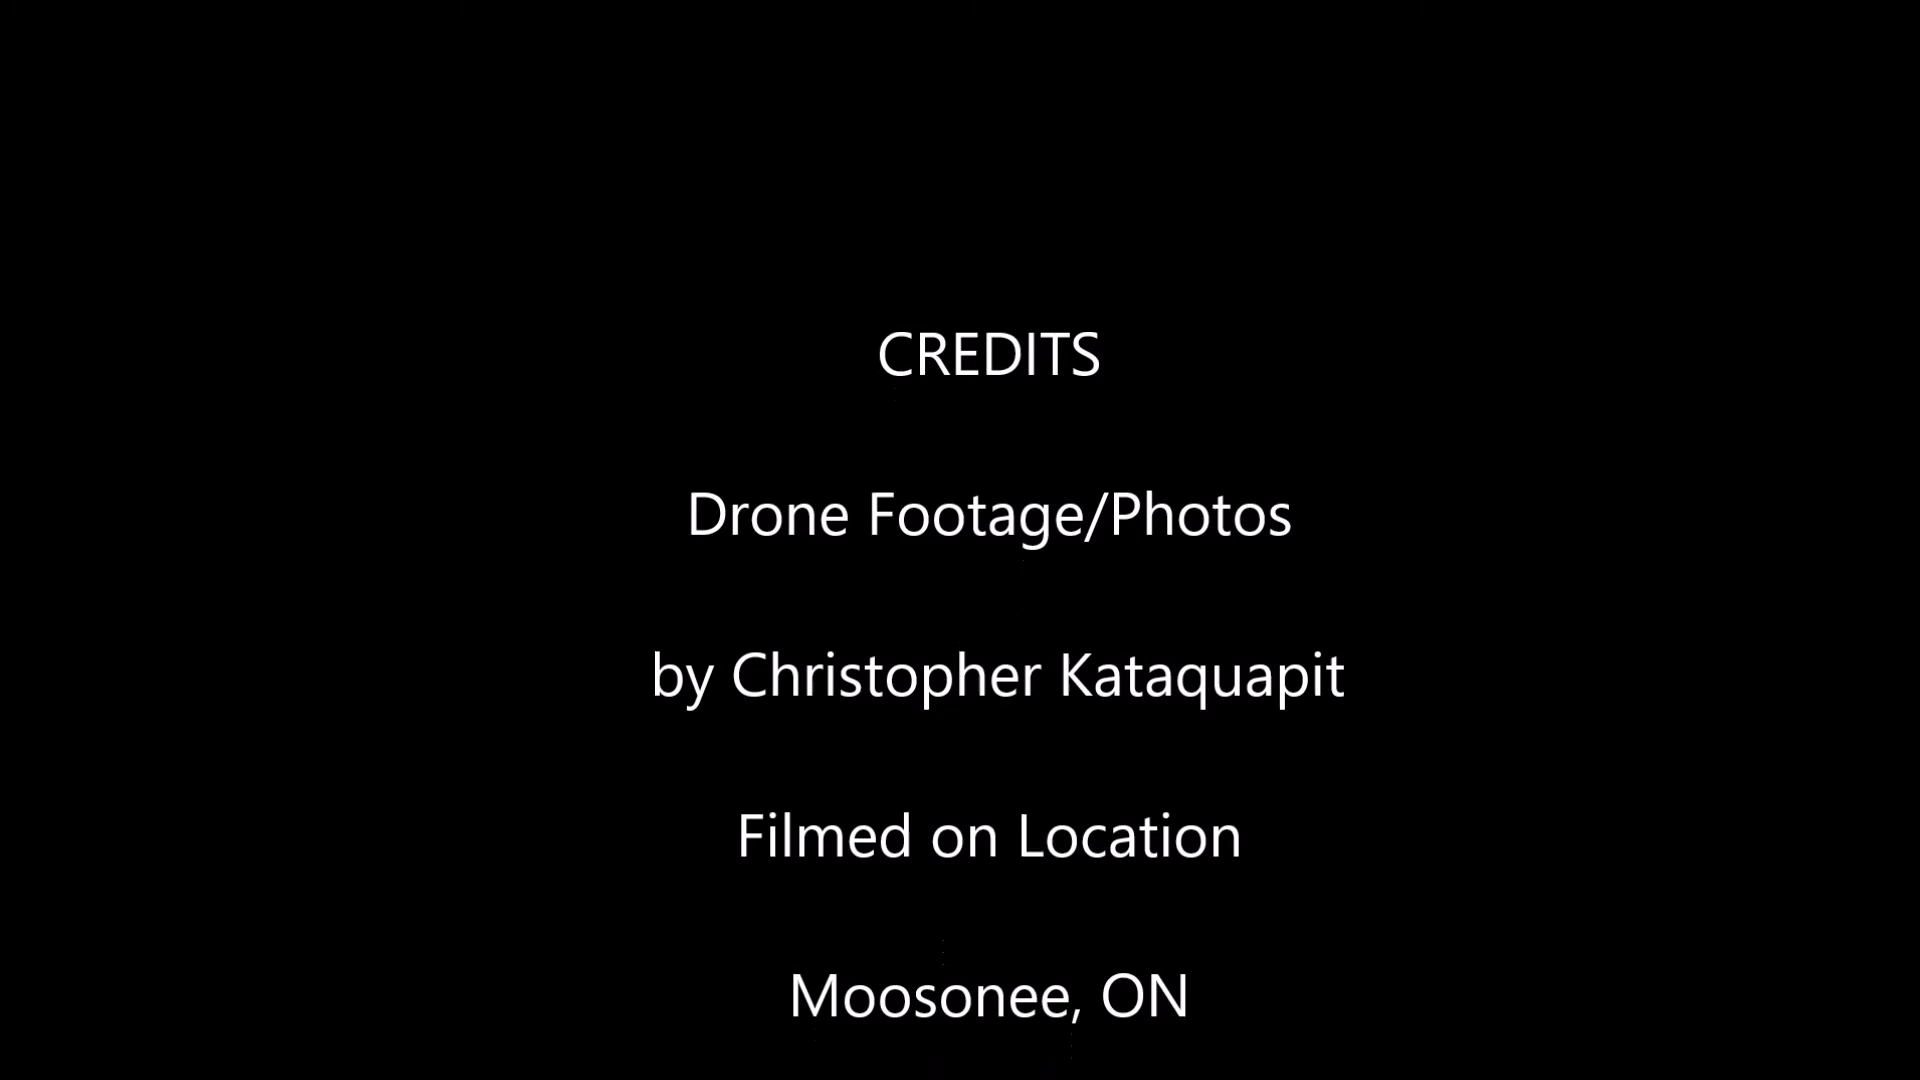 CREDITS
Drone Footage/Photos
by Christopher Kataquapit
Filmed on Location
Moosonee, ON